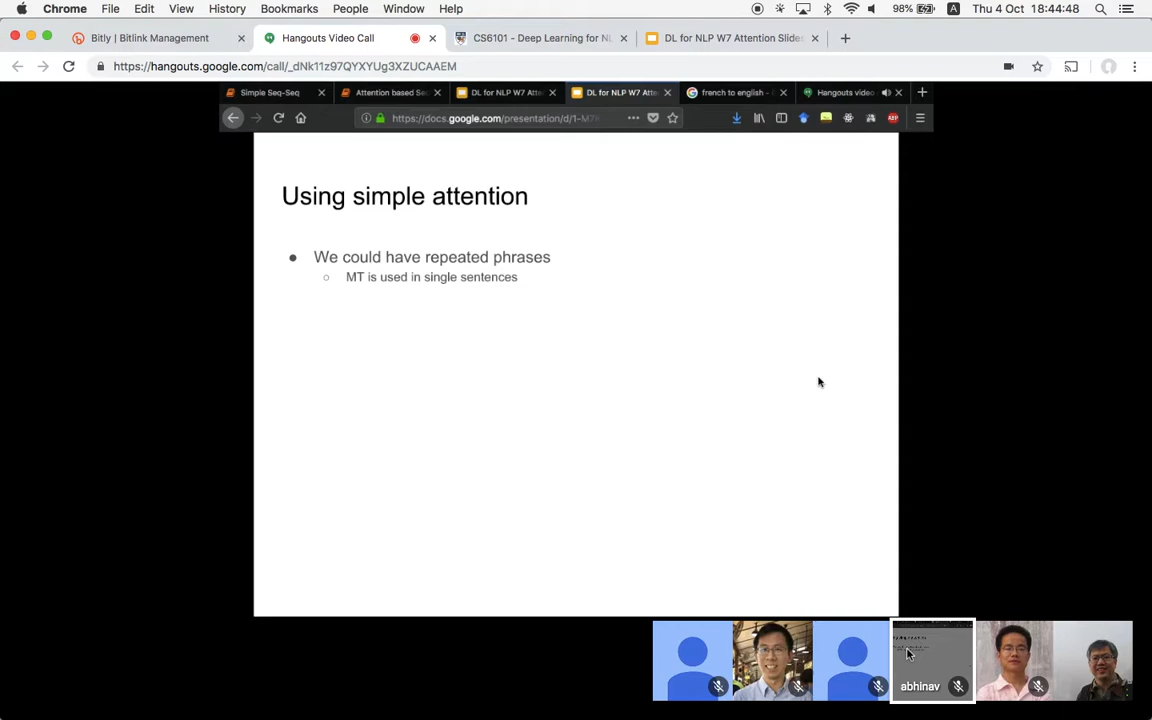 Chrome File Edit View History Bookmarks People Window Help 98% A Thu 4 Oct 18:44:48
Bitly | Bitlink Management Hangouts Video Call CS6101 - Deep Learning for NL DL for NLP W7 Attention Slides
https://hangouts.google.com/call/_dNk11z97QYXYUg3XZUCAAEM
Simple Seq-Seq Attention based Se DL for NLP W7 Atte DL for NLP W7 Atte french to english - Hangouts video
https://docs.google.com/presentation/d/1-M7
ABP
Using simple attention
We could have repeated phrases
MT is used in single sentences
abhinav